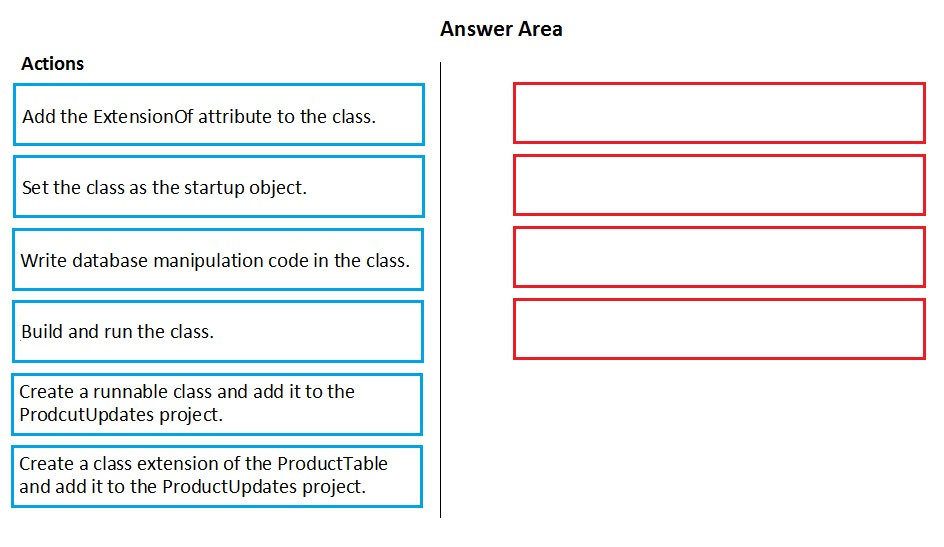 Answer Area
Actions
Add the ExtensionOf attribute to the class.
Set the class as the startup object.
Write database manipulation code in the class.
Build and run the class.
Create a runnable class and add it to the
ProdcutUpdates project.
Create a class extension of the ProductTable
and add it to the ProductUpdates project.